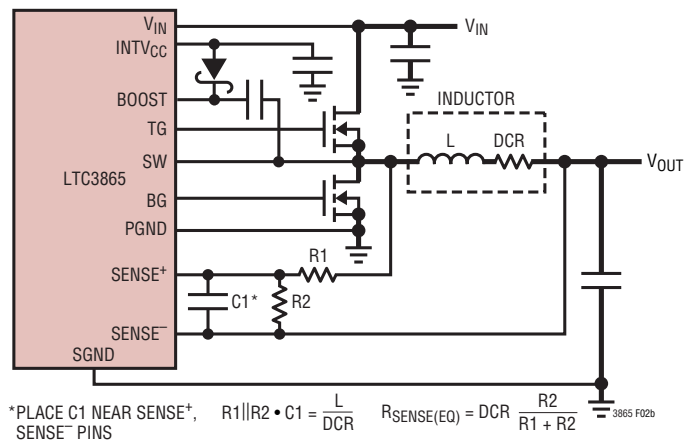 VIN
VIN
INTVCC
BOOST
INDUCTOR
TG
L
DCR
SW
VOUT
LTC3865
BG
PGND
SENSE+
R1
C1*
R2
SENSE–
SGND
*PLACE C1 NEAR SENSE+,
SENSE– PINS
R1||R2 • C1 = L/DCR
RSENSE(EQ) = DCR R2/(R1 + R2)
3865 F02b